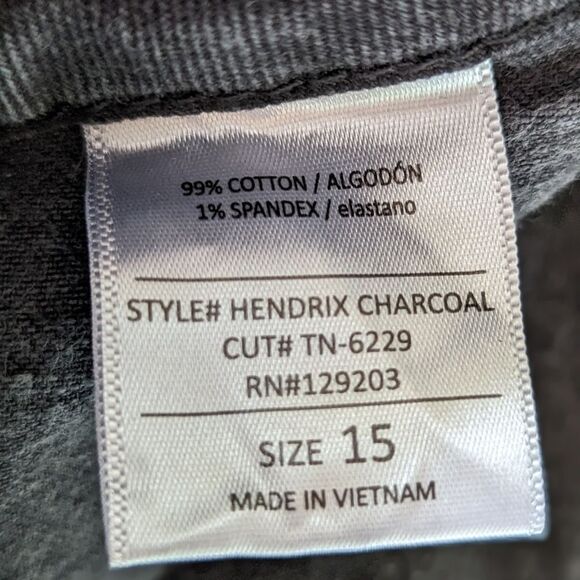 99% COTTON / ALGODÓN
1% SPANDEX / elastano
STYLE# HENDRIX CHARCOAL
CUT# TN-6229
RN#129203
SIZE 15
MADE IN VIETNAM